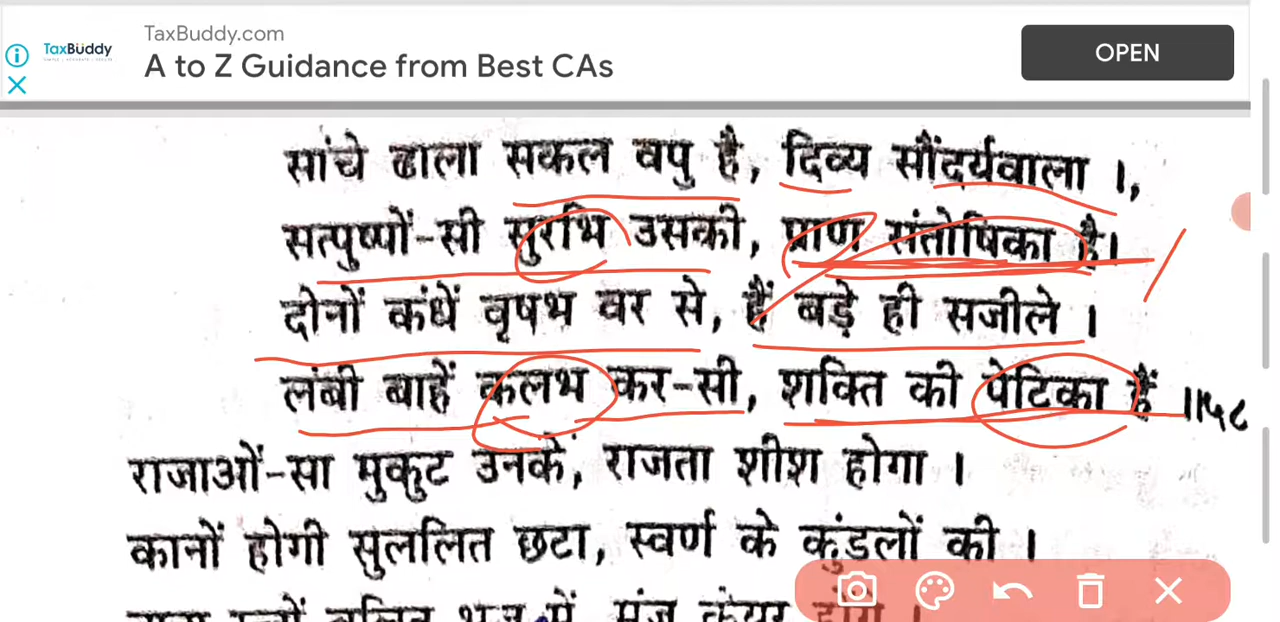 TaxBuddy.com
TaxBuddy
A to Z Guidance from Best CAs
OPEN
सांचे ढाला सकल वपु है, दिव्य सौंदर्यवाला ।,
सत्पुष्पों-सी सुरभि उसकी, प्राण संतोषिका है।
दोनों कंधें वृषभ वर से, हैं बड़े ही सजीले ।
लंबी बाहें कलभ कर-सी, शक्ति की पेटिका हैं ।।५८
राजाओं-सा मुकुट उनके, राजता शीश होगा ।
कानों होगी सुललित छटा, स्वर्ण के कुंडलों की ।